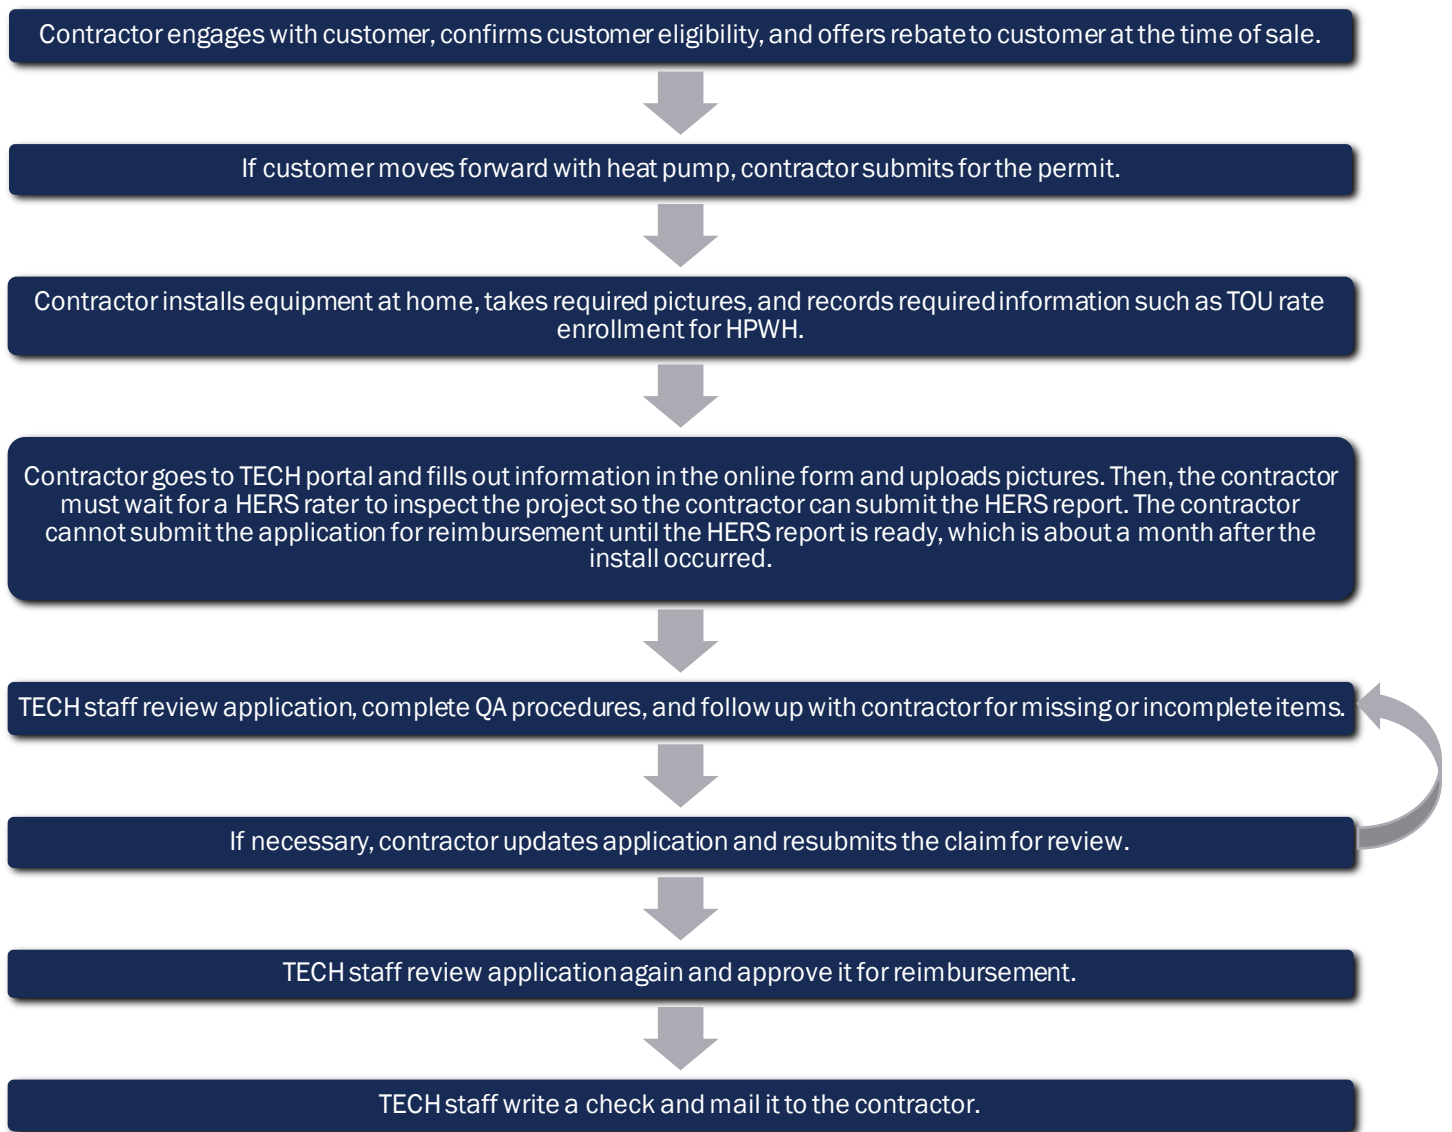 Contractor engages with customer, confirms customer eligibility, and offers rebate to customer at the time of sale.
If customer moves forward with heat pump, contractor submits for the permit.
Contractor installs equipment at home, takes required pictures, and records required information such as TOU rate
enrollment for HPWH.
Contractor goes to TECH portal and fills out information in the online form and uploads pictures. Then, the contractor
must wait for a HERS rater to inspect the project so the contractor can submit the HERS report. The contractor
cannot submit the application for reimbursement until the HERS report is ready, which is about a month after the
install occurred.
TECH staff review application, complete QA procedures, and follow up with contractor for missing or incomplete items.
If necessary, contractor updates application and resubmits the claim for review.
TECH staff review application again and approve it for reimbursement.
TECH staff write a check and mail it to the contractor.